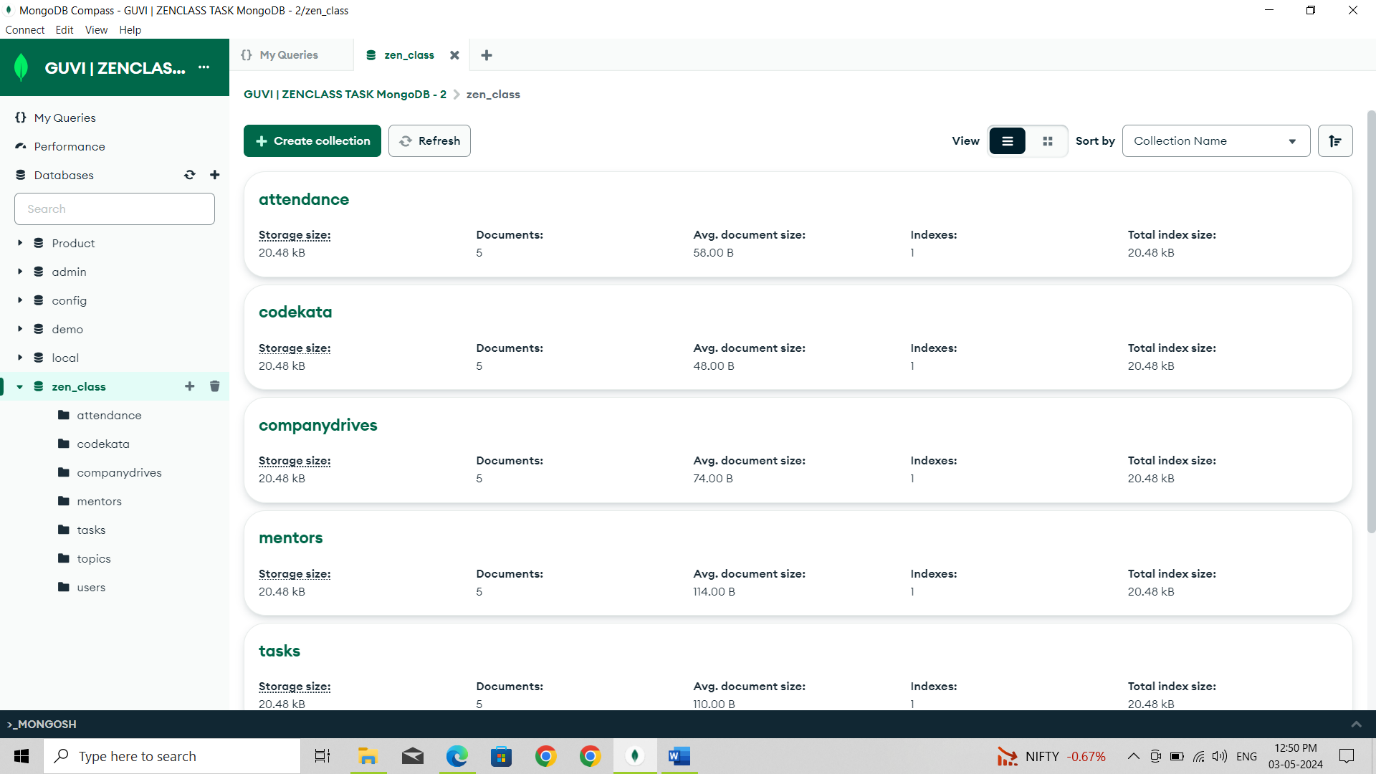 MongoDB Compass - GUVI | ZENCLASS TASK MongoDB - 2/zen_class
Connect Edit View Help
GUVI | ZENCLAS... ...
My Queries
Performance
Databases
Search
Product
admin
config
demo
local
zen_class
attendance
codekata
companydrives
mentors
tasks
topics
users
{} My Queries
zen_class
GUVI | ZENCLASS TASK MongoDB - 2 > zen_class
Create collection Refresh
View Sort by Collection Name
attendance
Storage size: Documents: Avg. document size: Indexes: Total index size:
20.48 kB 5 58.00 B 1 20.48 kB
codekata
Storage size: Documents: Avg. document size: Indexes: Total index size:
20.48 kB 5 48.00 B 1 20.48 kB
companydrives
Storage size: Documents: Avg. document size: Indexes: Total index size:
20.48 kB 5 74.00 B 1 20.48 kB
mentors
Storage size: Documents: Avg. document size: Indexes: Total index size:
20.48 kB 5 114.00 B 1 20.48 kB
tasks
Storage size: Documents: Avg. document size: Indexes: Total index size:
20.48 kB 5 110.00 B 1 20.48 kB
>_MONGOSH
Type here to search
NIFTY -0.67%
ENG
12:50 PM
03-05-2024